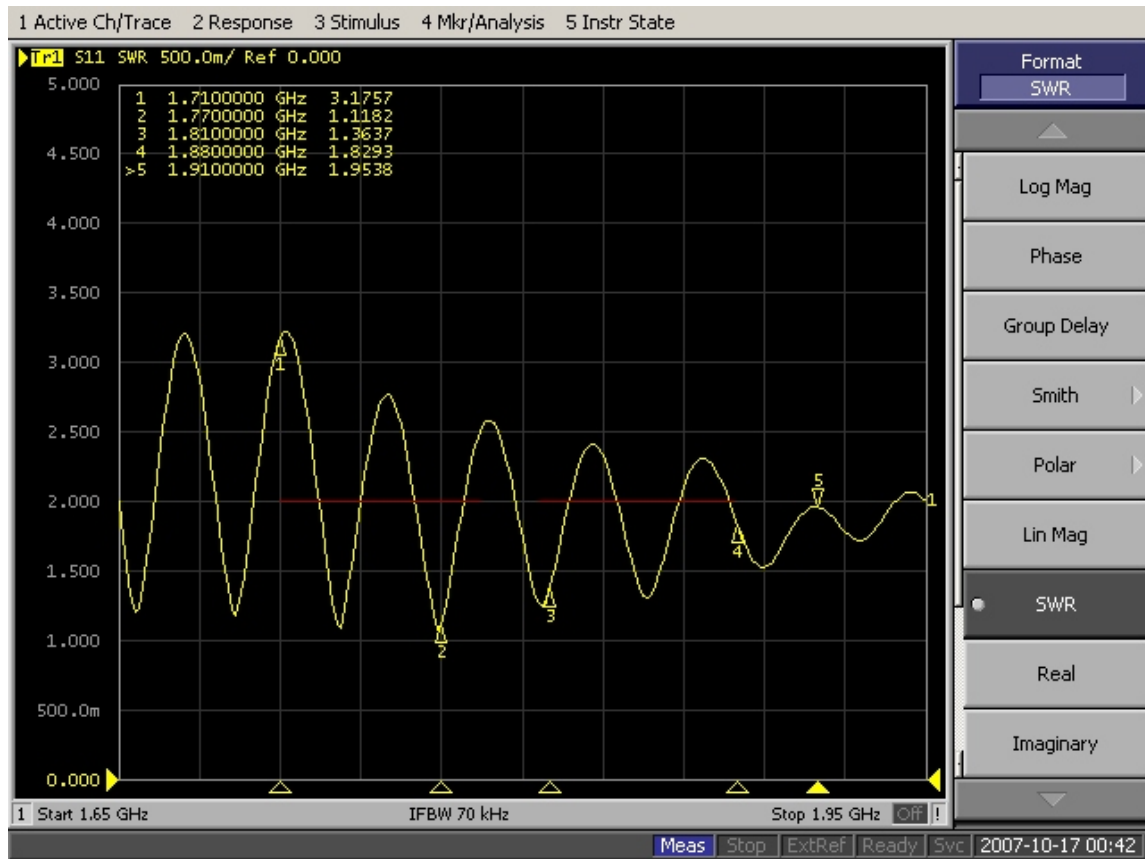 1 Active Ch/Trace 2 Response 3 Stimulus 4 Mkr/Analysis 5 Instr State
Tr1 S11 SWR 500.0m/ Ref 0.000
5.000
4.500
4.000
3.500
3.000
2.500
2.000
1.500
1.000
500.0m
0.000
1 1.7100000 GHz 3.1757
2 1.7700000 GHz 1.1182
3 1.8100000 GHz 1.3637
4 1.8800000 GHz 1.8293
>5 1.9100000 GHz 1.9538
1
2
3
4
5
1
1 Start 1.65 GHz IFBW 70 kHz Stop 1.95 GHz Off !
Format
SWR
Log Mag
Phase
Group Delay
Smith
Polar
Lin Mag
SWR
Real
Imaginary
Meas Stop ExtRef Ready Svc 2007-10-17 00:42